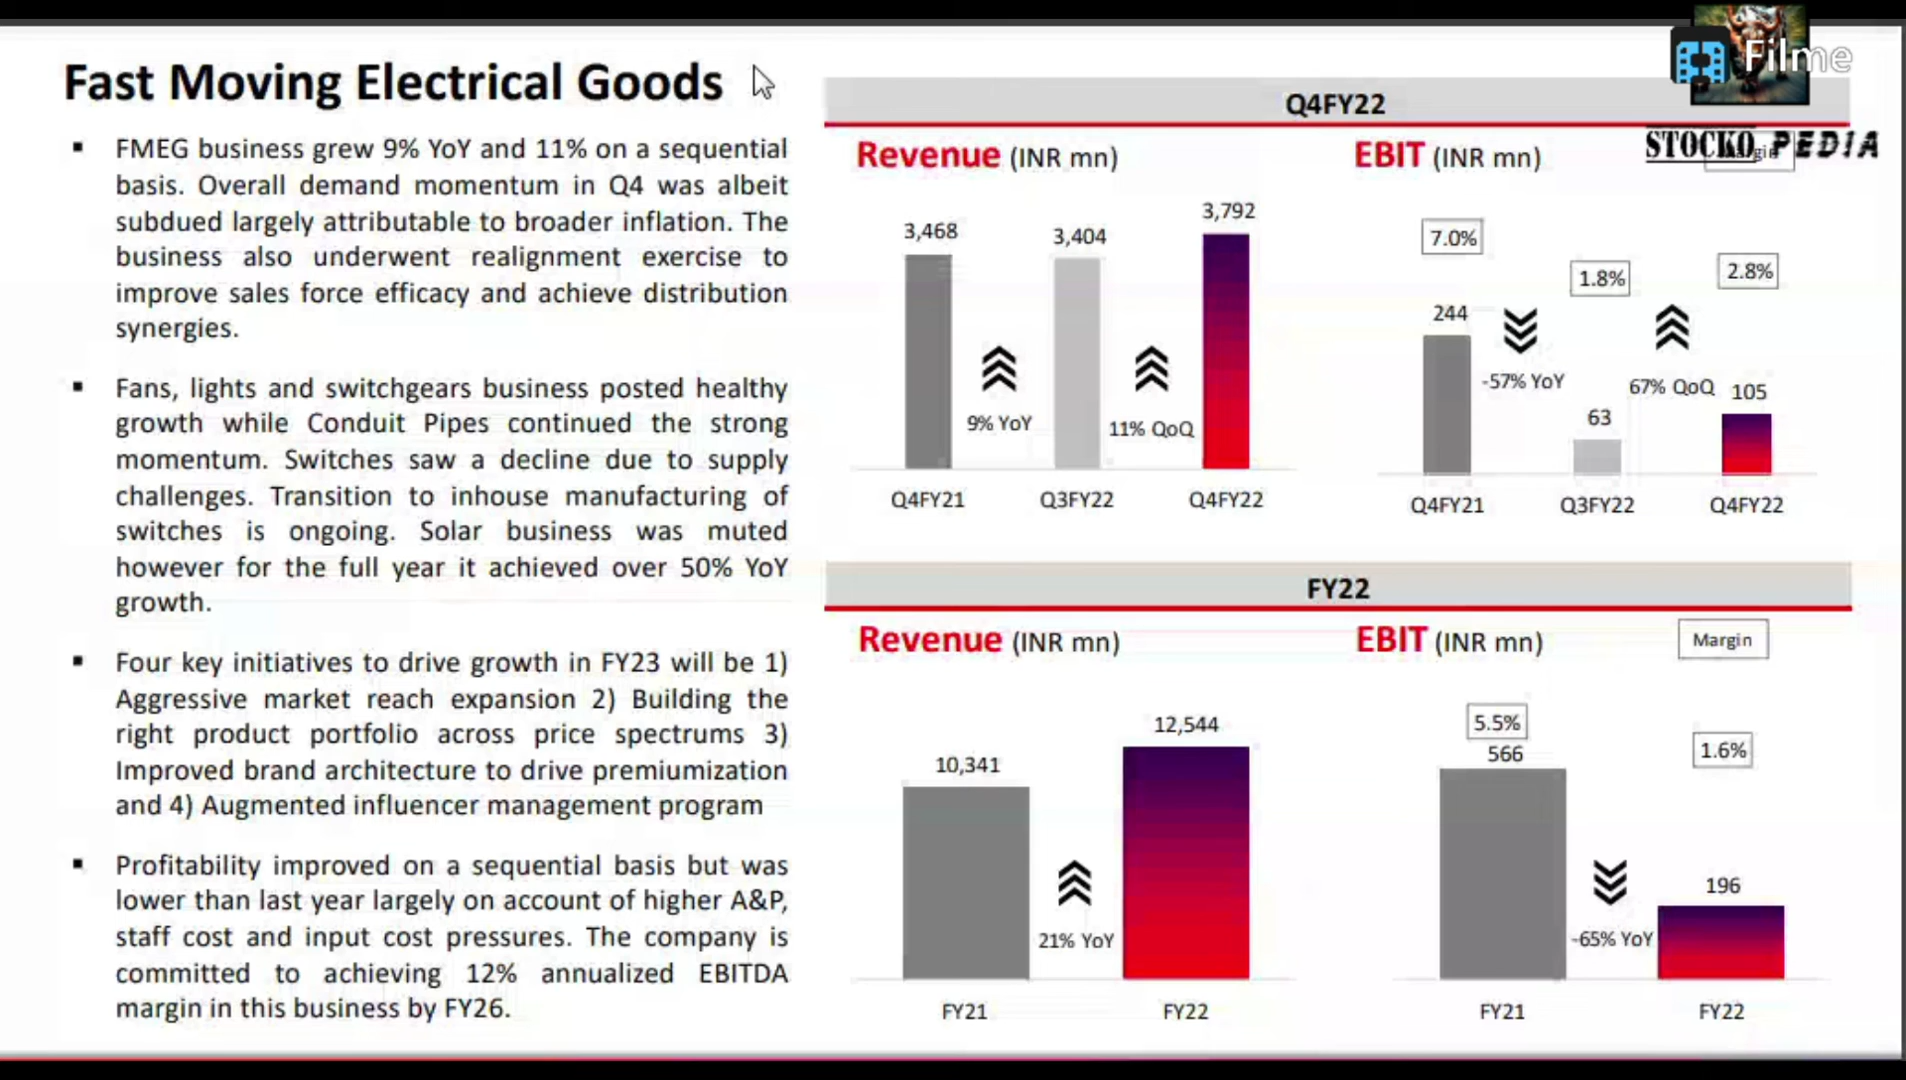 Filme
Fast Moving Electrical Goods
▪ FMEG business grew 9% YoY and 11% on a sequential
basis. Overall demand momentum in Q4 was albeit
subdued largely attributable to broader inflation. The
business also underwent realignment exercise to
improve sales force efficacy and achieve distribution
synergies.
▪ Fans, lights and switchgears business posted healthy
growth while Conduit Pipes continued the strong
momentum. Switches saw a decline due to supply
challenges. Transition to inhouse manufacturing of
switches is ongoing. Solar business was muted
however for the full year it achieved over 50% YoY
growth.
▪ Four key initiatives to drive growth in FY23 will be 1)
Aggressive market reach expansion 2) Building the
right product portfolio across price spectrums 3)
Improved brand architecture to drive premiumization
and 4) Augmented influencer management program
▪ Profitability improved on a sequential basis but was
lower than last year largely on account of higher A&P,
staff cost and input cost pressures. The company is
committed to achieving 12% annualized EBITDA
margin in this business by FY26.
Q4FY22
STOCKO PEDIA
Revenue (INR mn)
3,468
3,404
3,792
9% YoY
11% QoQ
Q4FY21
Q3FY22
Q4FY22
EBIT (INR mn)
7.0%
1.8%
2.8%
244
63
105
-57% YoY
67% QoQ
Q4FY21
Q3FY22
Q4FY22
FY22
Revenue (INR mn)
10,341
12,544
21% YoY
FY21
FY22
EBIT (INR mn)
Margin
5.5%
1.6%
566
196
-65% YoY
FY21
FY22